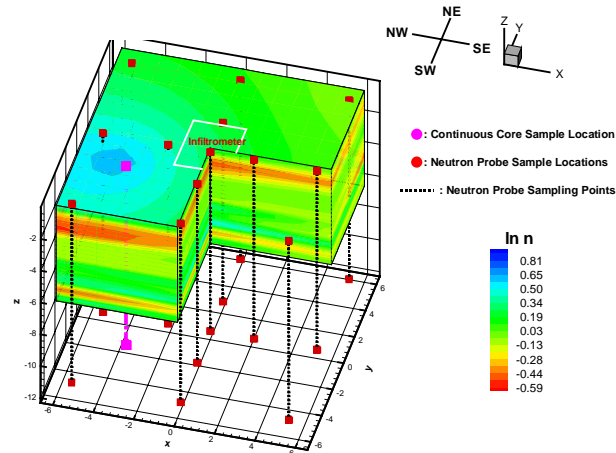 NE
NW
SE
SW
Z
Y
X
Infiltrometer
: Continuous Core Sample Location
: Neutron Probe Sample Locations
: Neutron Probe Sampling Points
ln n
0.81
0.65
0.50
0.34
0.19
0.03
-0.13
-0.28
-0.44
-0.59
z
-2
-4
-6
-8
-10
-12
x
-6
-4
-2
0
2
4
6
y
-6
-4
-2
0
2
4
6